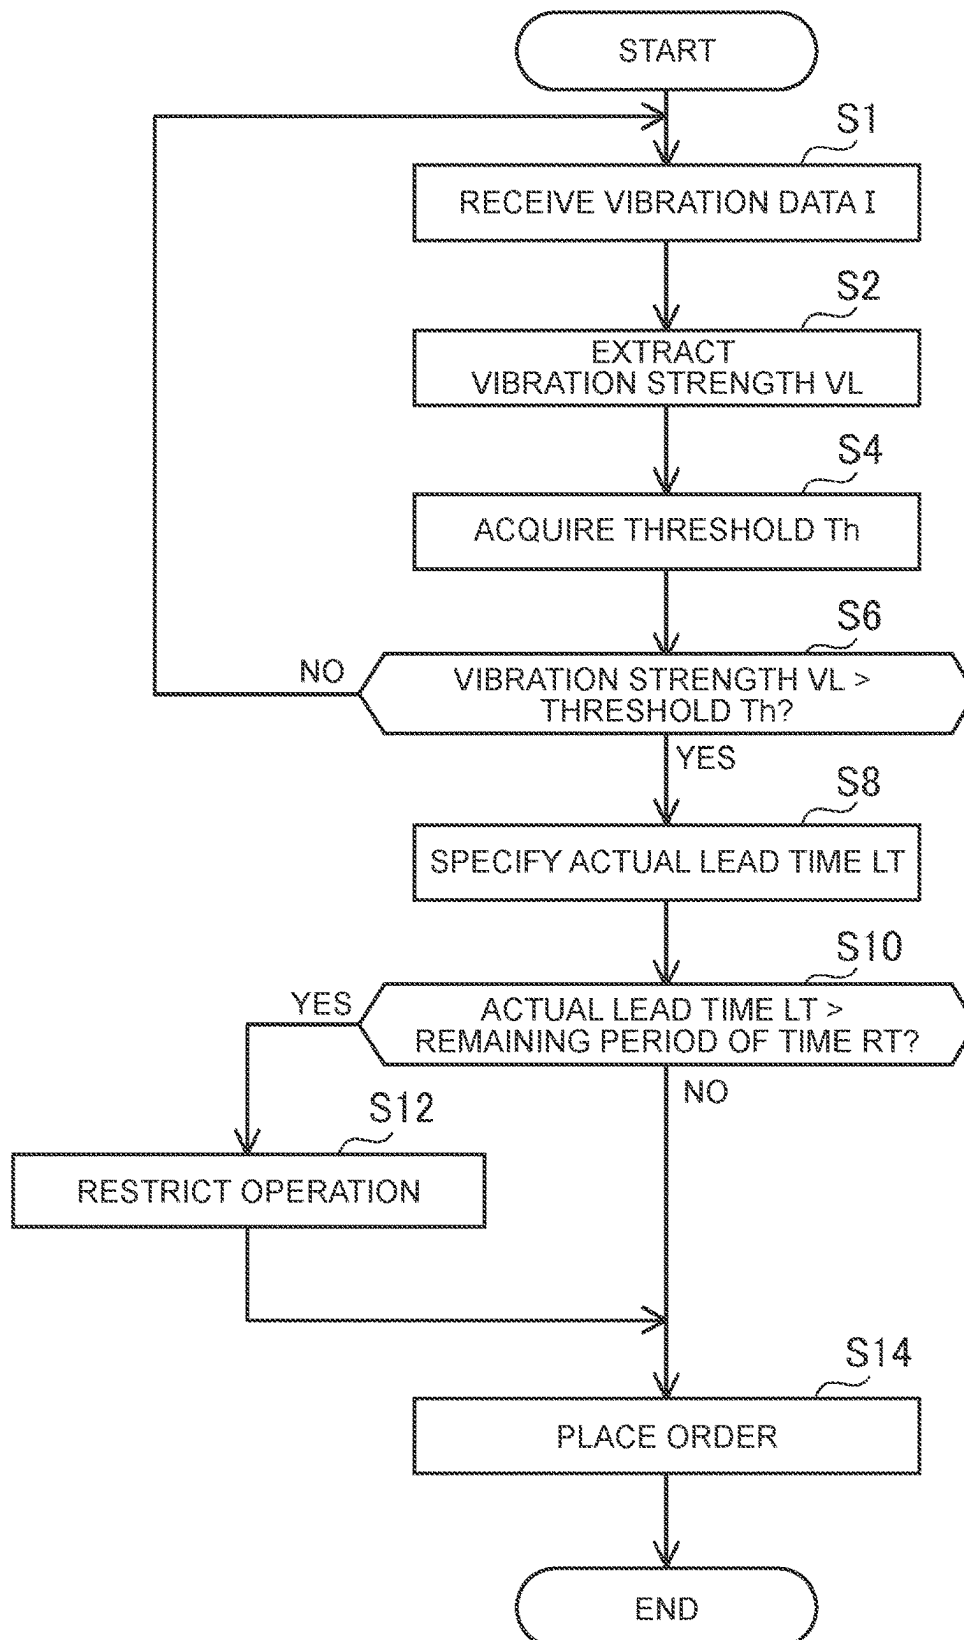 START
S1
RECEIVE VIBRATION DATA I
S2
EXTRACT
VIBRATION STRENGTH VL
S4
ACQUIRE THRESHOLD Th
S6
NO
VIBRATION STRENGTH VL >
THRESHOLD Th?
YES
S8
SPECIFY ACTUAL LEAD TIME LT
S10
YES
ACTUAL LEAD TIME LT >
REMAINING PERIOD OF TIME RT?
NO
S12
RESTRICT OPERATION
S14
PLACE ORDER
END